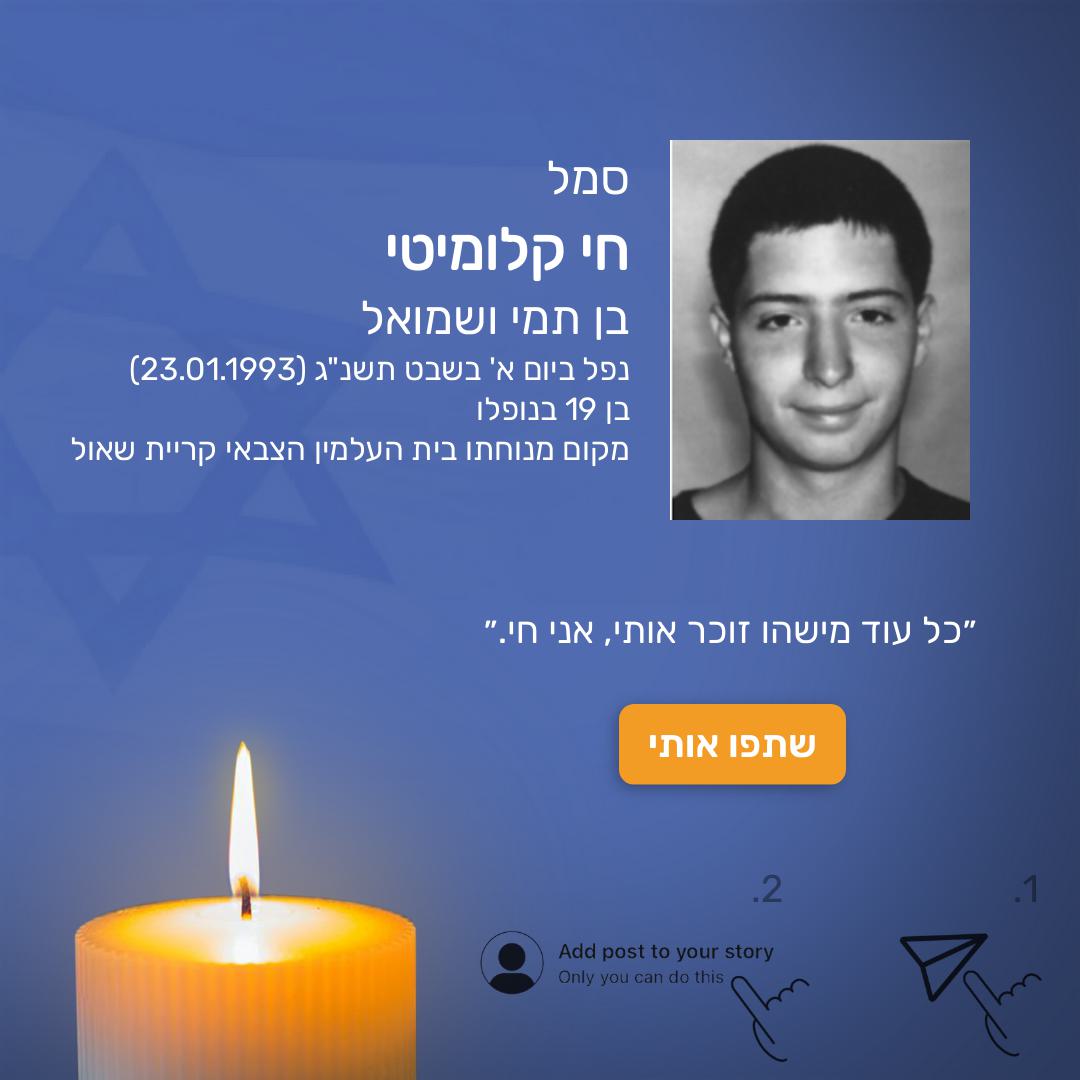 סמל
חי קלומיטי
בן תמי ושמואל
נפל ביום א' בשבט תשנ"ג (23.01.1993)
בן 19 בנופלו
מקום מנוחתו בית העלמין הצבאי קריית שאול
״כל עוד מישהו זוכר אותי, אני חי.״
שתפו אותי
1.
2.
Add post to your story
Only you can do this